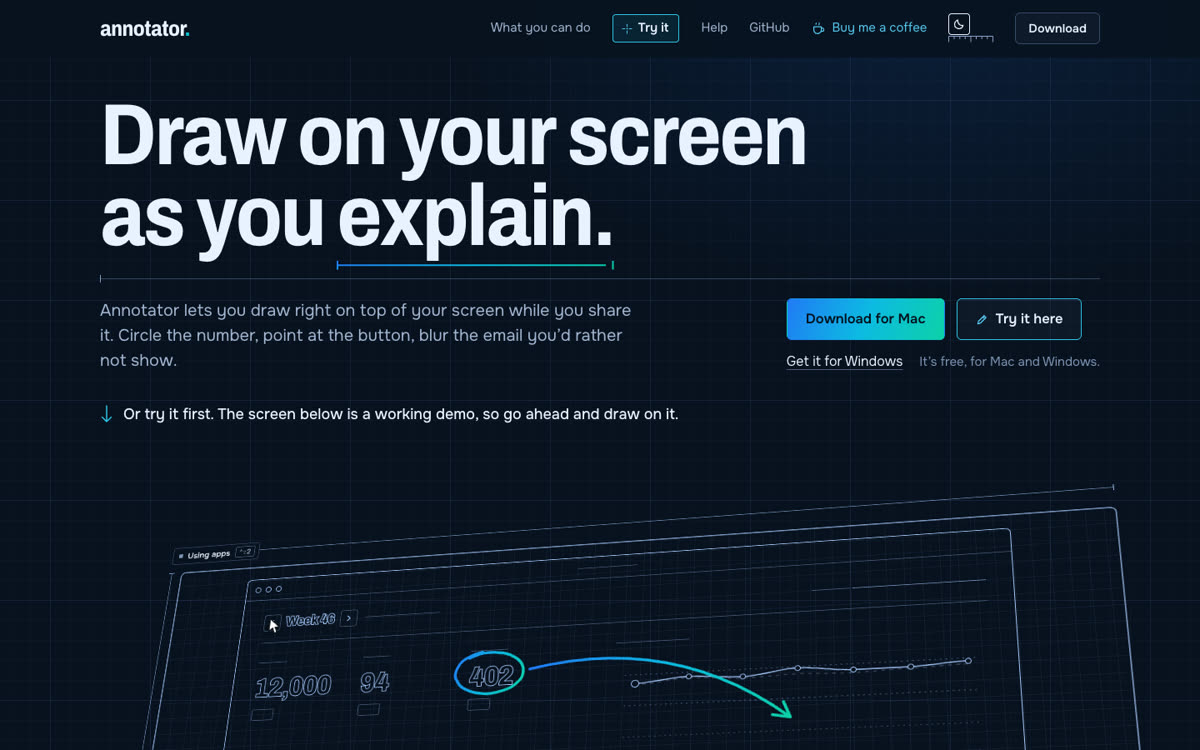 annotator.
What you can do
Try it
Help
GitHub
Buy me a coffee
Download
Draw on your screen
as you explain.
Annotator lets you draw right on top of your screen while you share
it. Circle the number, point at the button, blur the email you’d rather
not show.
Download for Mac
Try it here
Get it for Windows
It’s free, for Mac and Windows.
Or try it first. The screen below is a working demo, so go ahead and draw on it.
Using apps
Week 46
12,000
94
402